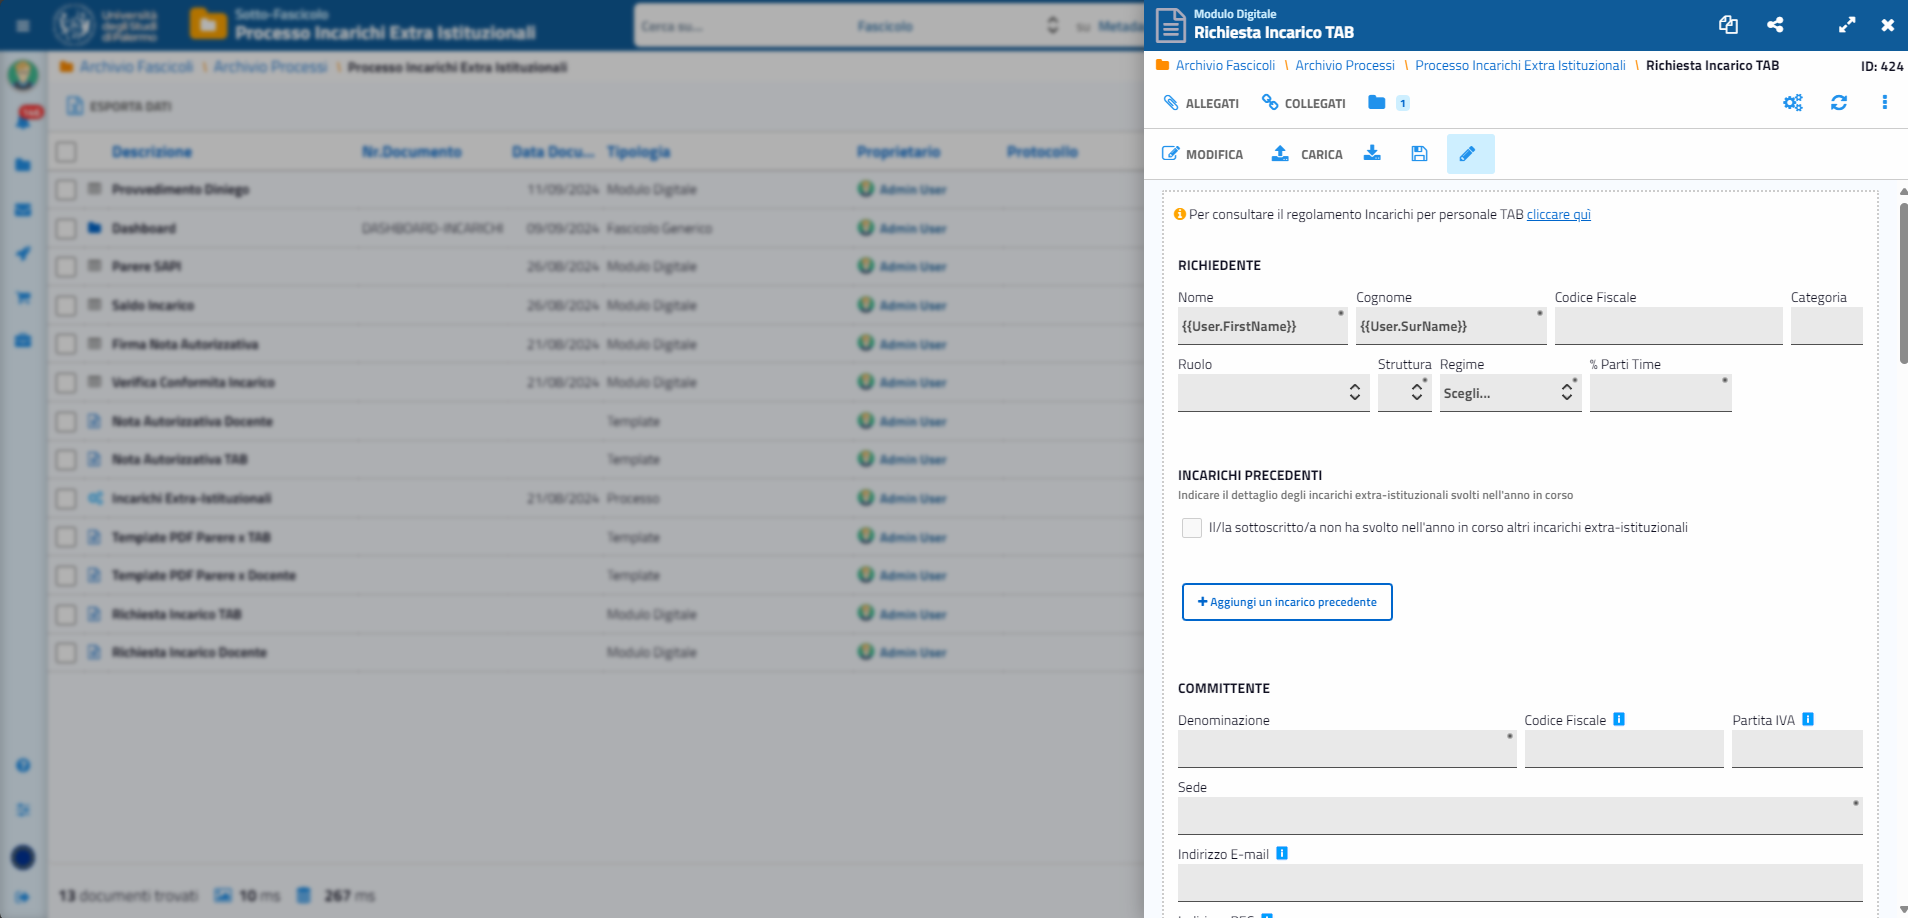 Università
degli Studi
di Palermo
Sotto-Fascicolo
Processo Incarichi Extra Istituzionali
Cerca su...
Fascicolo
su
Archivio Fascicoli \ Archivio Processi \ Processo Incarichi Extra Istituzionali
ESPORTA DATI
Descrizione Nr.Documento Data Docu... Tipologia Proprietario Protocollo
Provvedimento Diniego 11/09/2024 Modulo Digitale Admin User
Dashboard DASHBOARD-INCARICHI 09/09/2024 Fascicolo Generico Admin User
Parere SAPI 26/08/2024 Modulo Digitale Admin User
Saldo Incarico 26/08/2024 Modulo Digitale Admin User
Firma Nota Autorizzativa 21/08/2024 Modulo Digitale Admin User
Verifica Conformita Incarico 21/08/2024 Modulo Digitale Admin User
Nota Autorizzativa Docente Template Admin User
Nota Autorizzativa TAB Template Admin User
Incarichi Extra-Istituzionali 21/08/2024 Processo Admin User
Template PDF Parere x TAB Template Admin User
Template PDF Parere x Docente Template Admin User
Richiesta Incarico TAB Modulo Digitale Admin User
Richiesta Incarico Docente Modulo Digitale Admin User
13 documenti trovati 10 ms 267 ms
Modulo Digitale
Richiesta Incarico TAB
Archivio Fascicoli \ Archivio Processi \ Processo Incarichi Extra Istituzionali \ Richiesta Incarico TAB ID: 424
ALLEGATI COLLEGATI 1
MODIFICA CARICA
Per consultare il regolamento Incarichi per personale TAB cliccare quì
RICHIEDENTE
Nome Cognome Codice Fiscale Categoria
{{User.FirstName}} {{User.SurName}}
Ruolo Struttura Regime % Parti Time
Scegli...
INCARICHI PRECEDENTI
Indicare il dettaglio degli incarichi extra-istituzionali svolti nell'anno in corso
Il/la sottoscritto/a non ha svolto nell'anno in corso altri incarichi extra-istituzionali
+ Aggiungi un incarico precedente
COMMITTENTE
Denominazione Codice Fiscale Partita IVA
Sede
Indirizzo E-mail